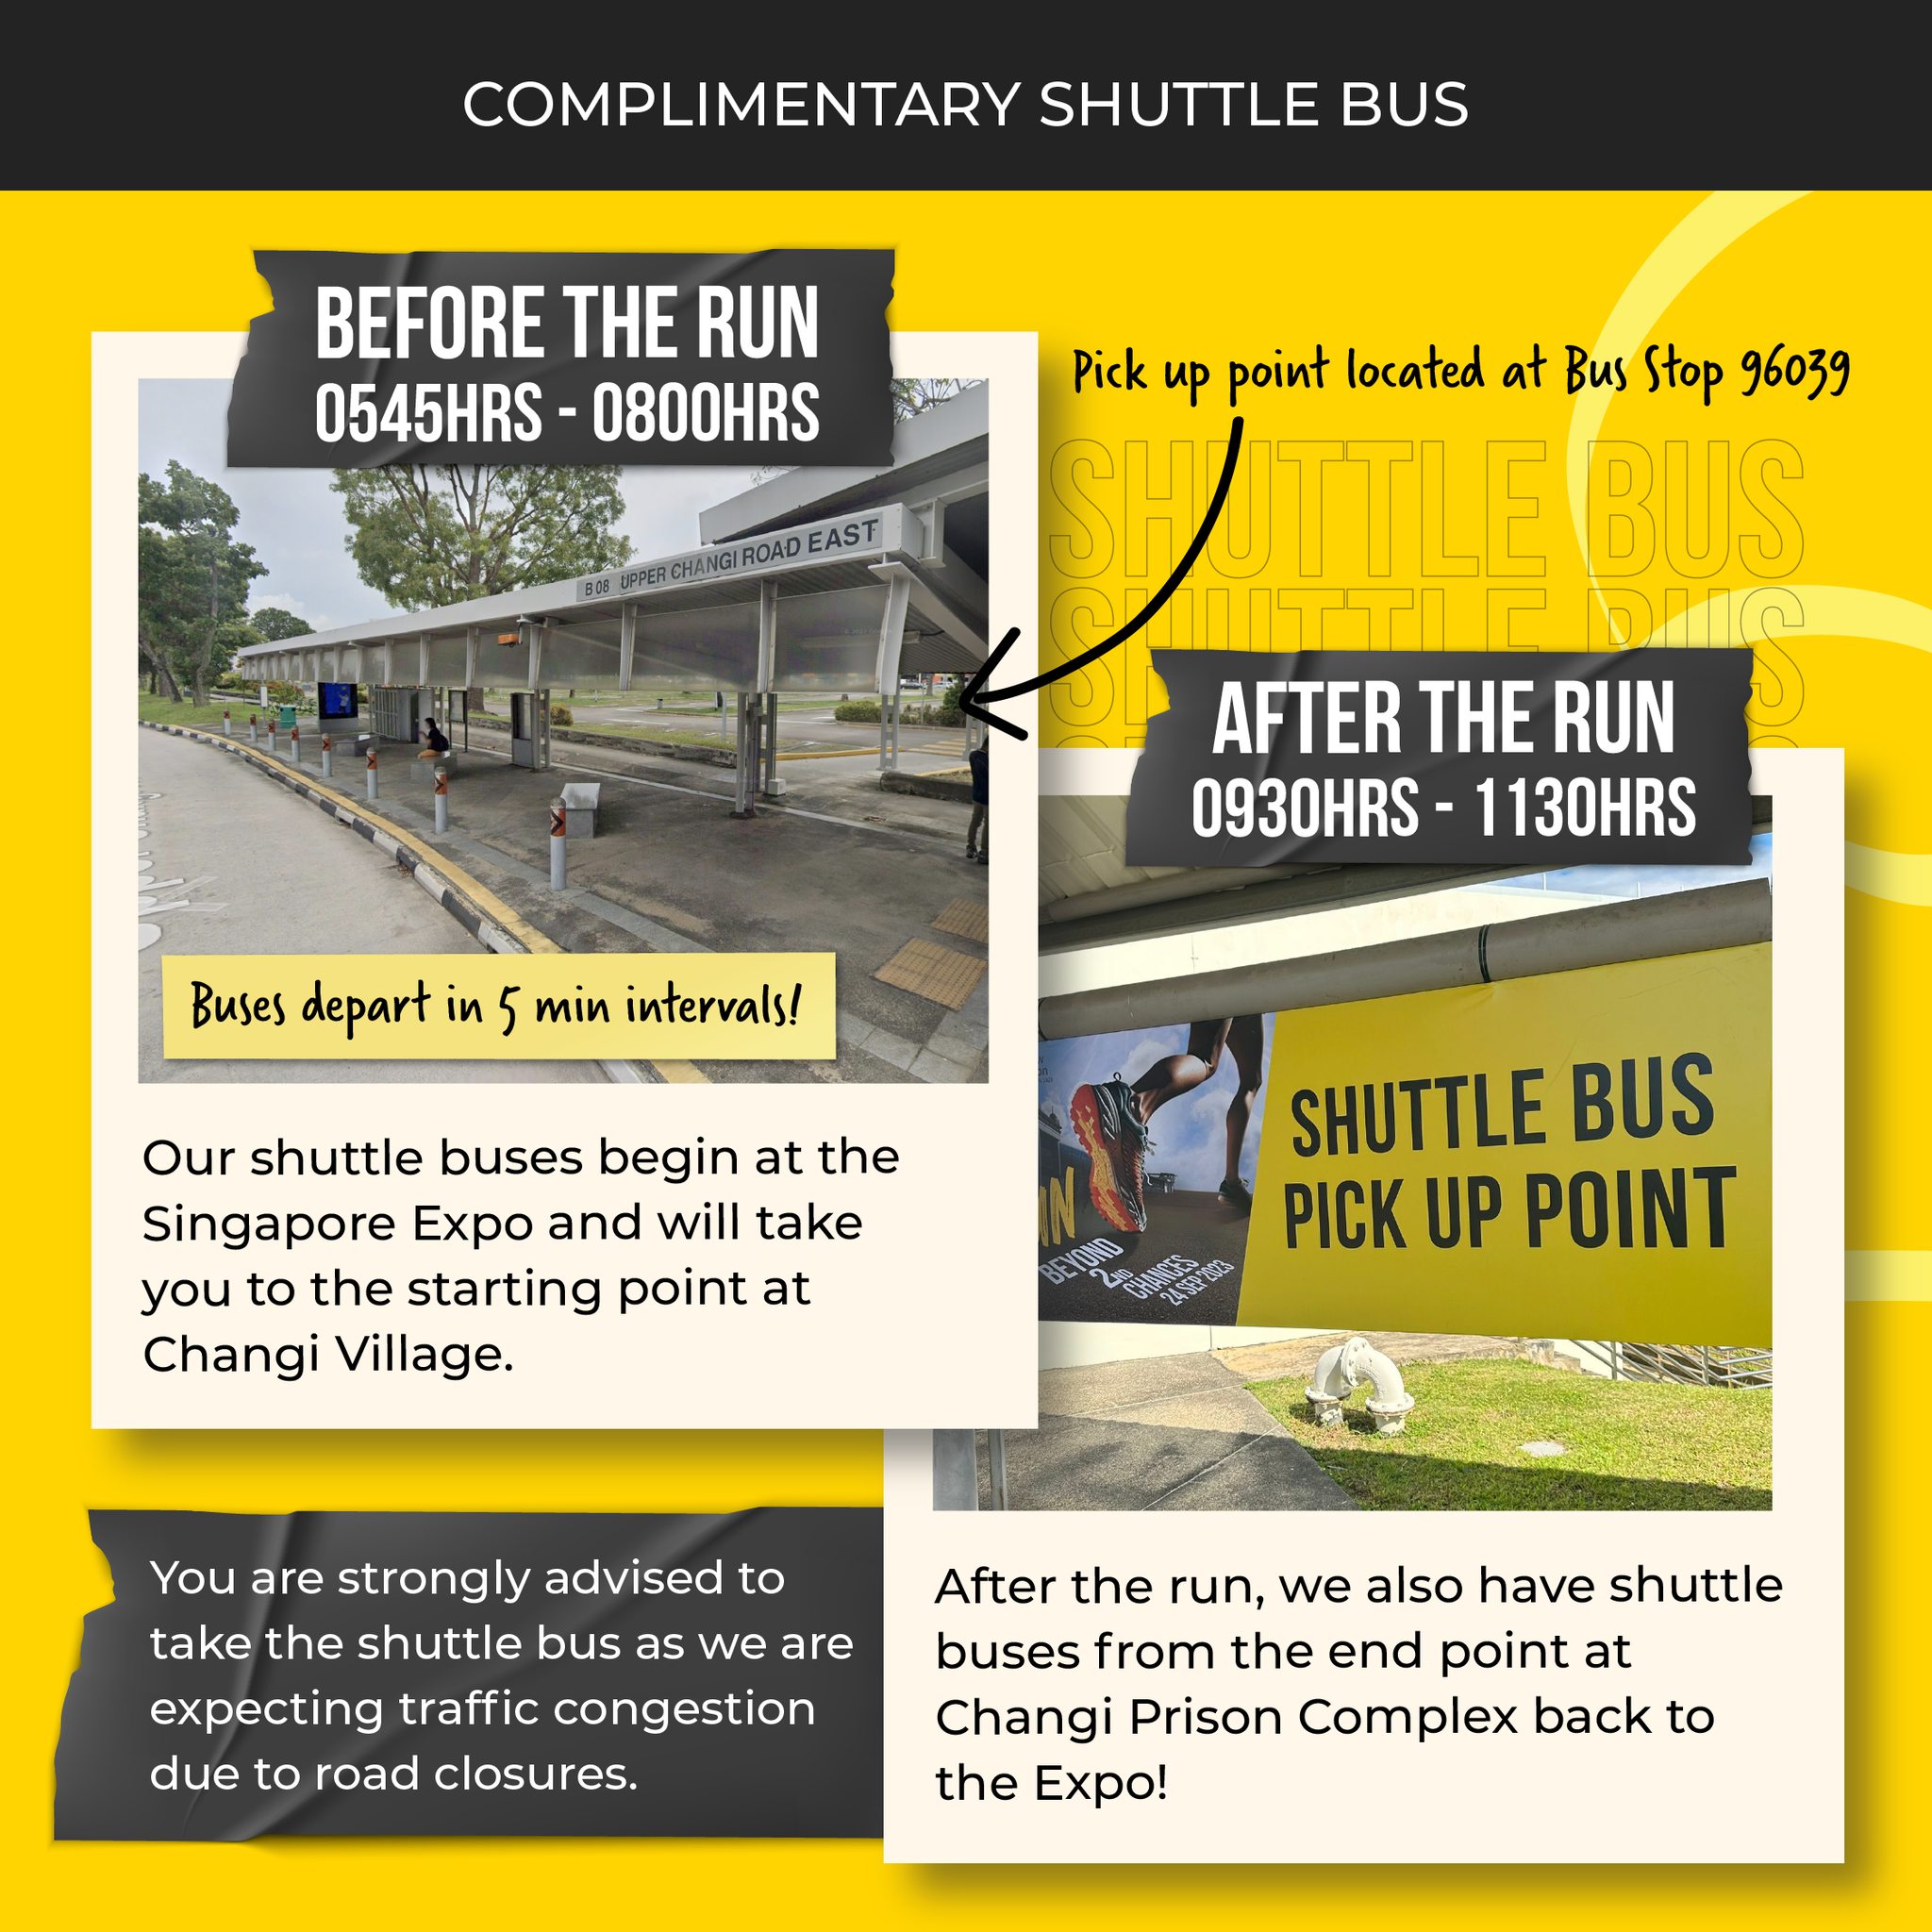 COMPLIMENTARY SHUTTLE BUS
BEFORE THE RUN
0545HRS - 0800HRS
Pick up point located at Bus Stop 96039
SHUTTLE BUS
SHUTTLE BUS
B08 UPPER CHANGI ROAD EAST
Buses depart in 5 min intervals!
Our shuttle buses begin at the
Singapore Expo and will take
you to the starting point at
Changi Village.
AFTER THE RUN
0930HRS - 1130HRS
SHUTTLE BUS
PICK UP POINT
BEYOND
2ND
CHANCES
24 SEP 2023
You are strongly advised to
take the shuttle bus as we are
expecting traffic congestion
due to road closures.
After the run, we also have shuttle
buses from the end point at
Changi Prison Complex back to
the Expo!